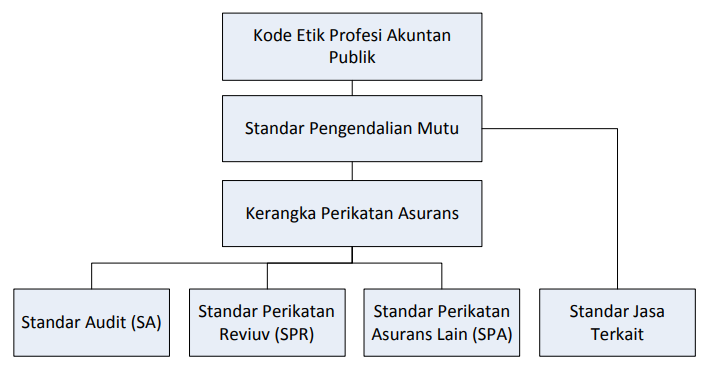 Kode Etik Profesi Akuntan
Publik
Standar Pengendalian Mutu
Kerangka Perikatan Asurans
Standar Audit (SA)
Standar Perikatan
Reviuv (SPR)
Standar Perikatan
Asurans Lain (SPA)
Standar Jasa
Terkait